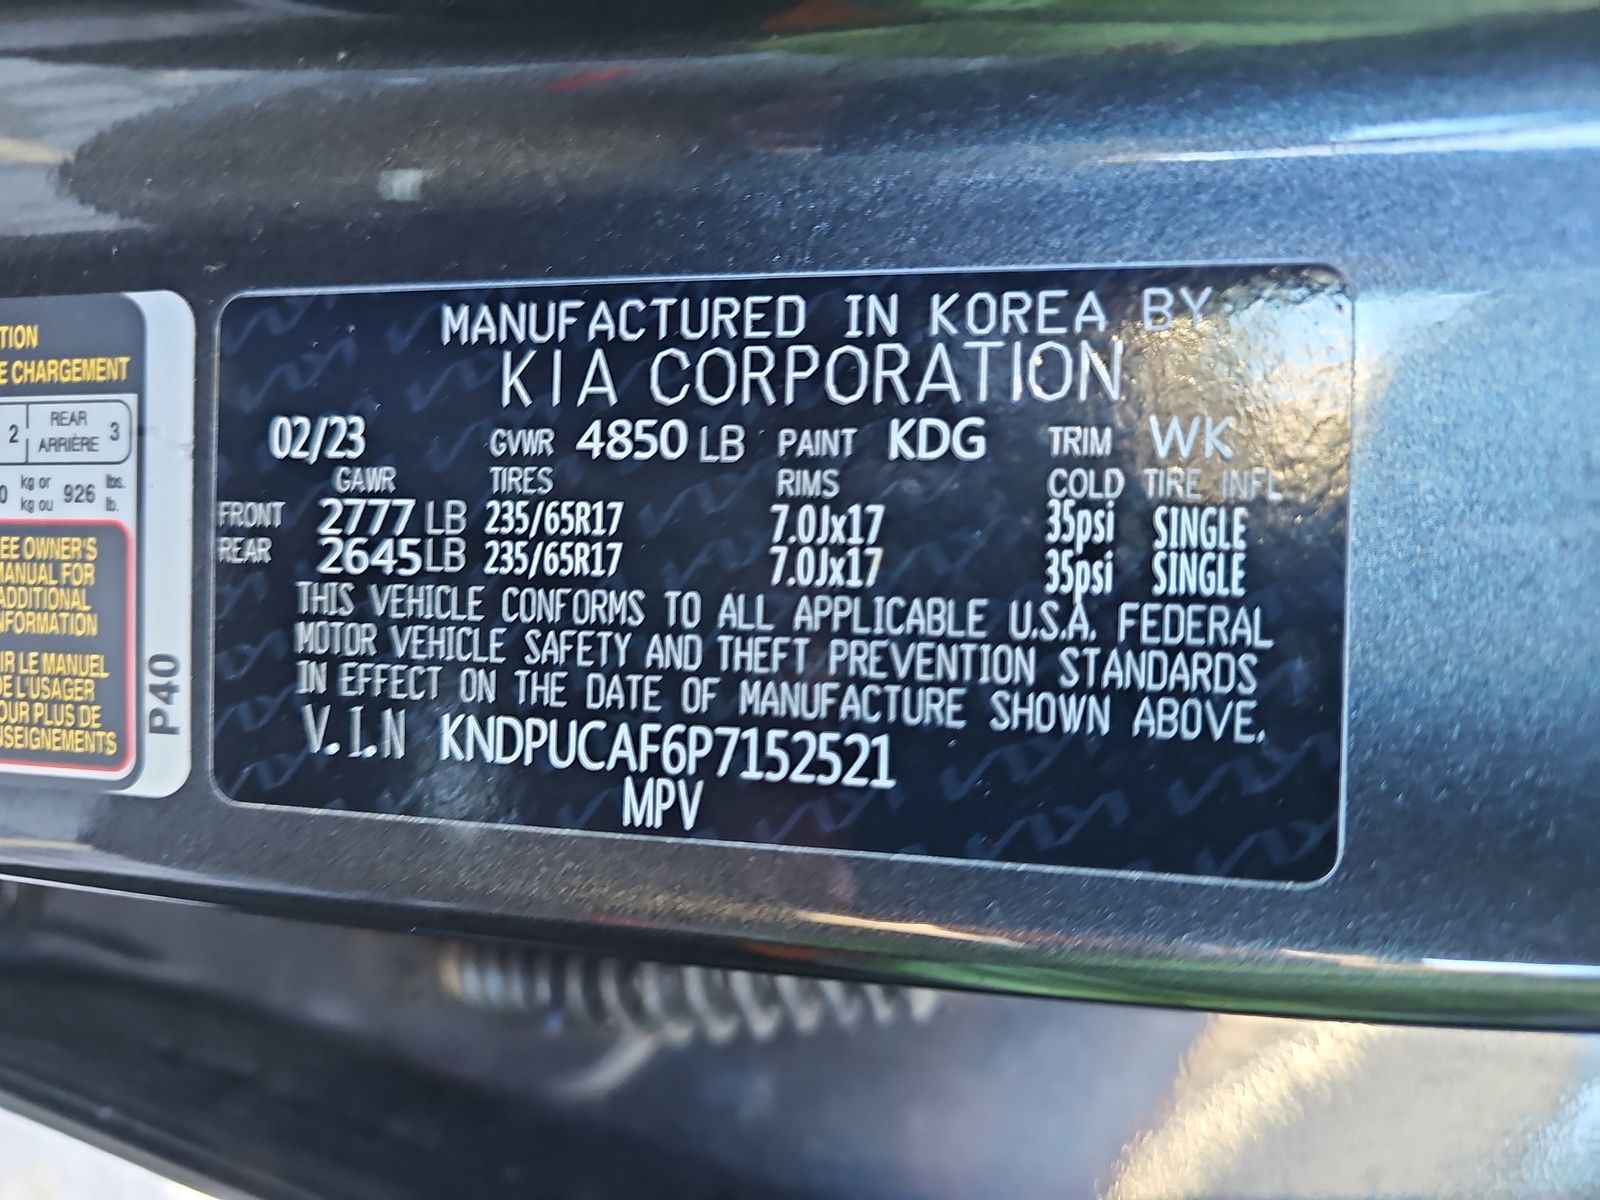 TION
E CHARGEMENT
2 REAR ARRIÈRE 3
0 kg or kg ou 926 lbs. lb.
EE OWNER'S
MANUAL FOR
ADDITIONAL
NFORMATION
IR LE MANUEL
DE L'USAGER
OUR PLUS DE
NSEIGNEMENTS
P40
MANUFACTURED IN KOREA BY
KIA CORPORATION
02/23 GVWR 4850 LB PAINT KDG TRIM WK
GAWR TIRES RIMS COLD TIRE INFL
FRONT 2777 LB 235/65R17 7.0Jx17 35psi SINGLE
REAR 2645 LB 235/65R17 7.0Jx17 35psi SINGLE
THIS VEHICLE CONFORMS TO ALL APPLICABLE U.S.A. FEDERAL
MOTOR VEHICLE SAFETY AND THEFT PREVENTION STANDARDS
IN EFFECT ON THE DATE OF MANUFACTURE SHOWN ABOVE.
V.I.N KNDPUCAF6P7152521
MPV